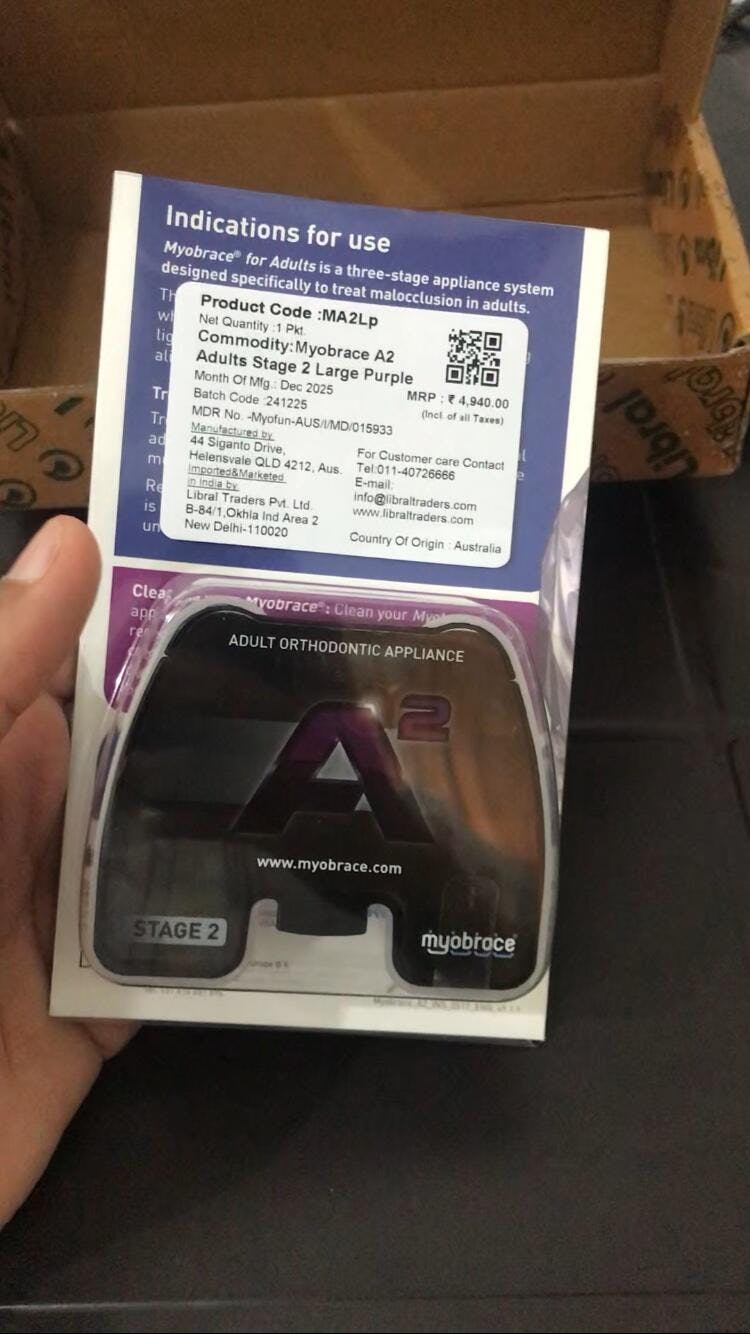 Indications for use
Myobrace® for Adults is a three-stage appliance system
designed specifically to treat malocclusion in adults.
Product Code :MA2Lp
Net Quantity :1 Pkt.
Commodity:Myobrace A2
Adults Stage 2 Large Purple
Month Of Mfg.: Dec 2025
MRP : ₹ 4,940.00
(Incl. of all Taxes)
Batch Code :241225
MDR No. -Myofun-AUS/I/MD/015933
Manufactured by
44 Siganto Drive,
Helensvale QLD 4212, Aus.
Imported&Marketed
in India by
Libral Traders Pvt. Ltd.
B-84/1,Okhla Ind Area 2
New Delhi-110020
For Customer care Contact
Tel:011-40726666
E-mail:
info@libraltraders.com
www.libraltraders.com
Country Of Origin : Australia
Myobrace®: Clean your
ADULT ORTHODONTIC APPLIANCE
A2
www.myobrace.com
STAGE 2
myobrace
Libral